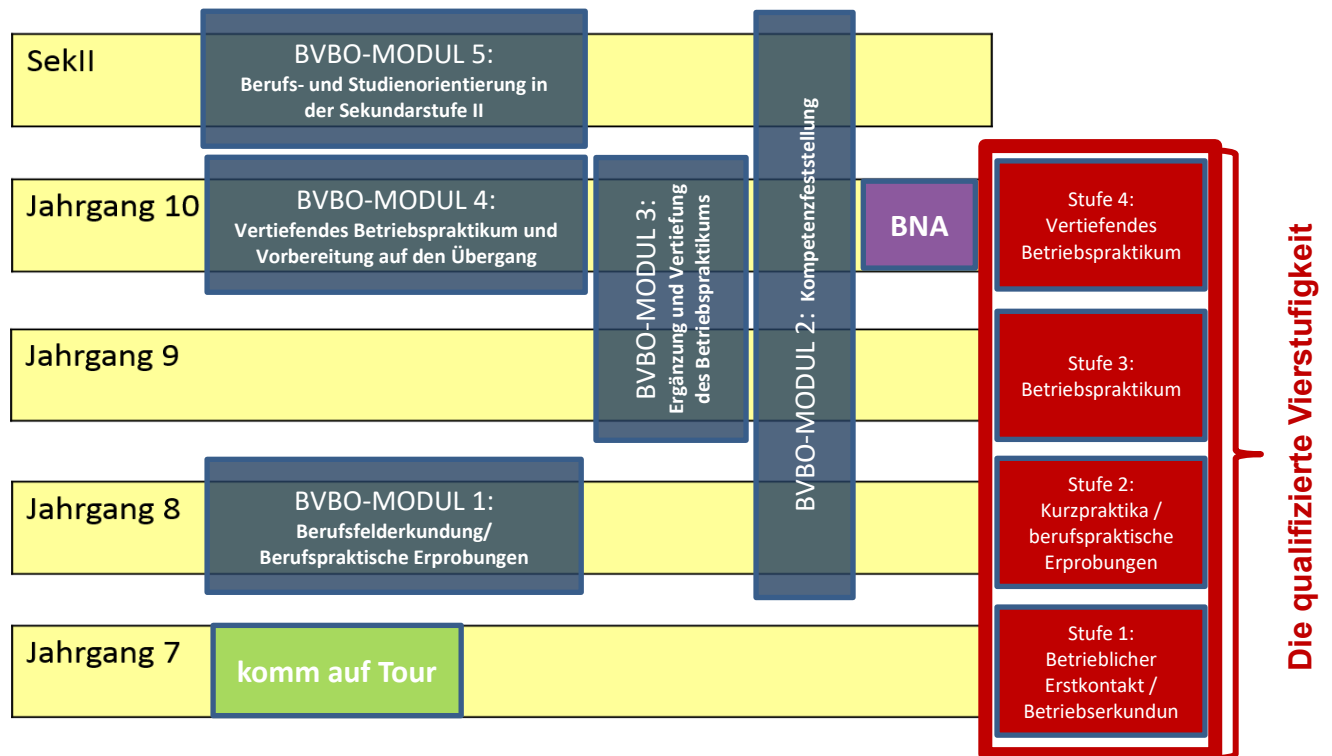 SekII
BVBO-MODUL 5:
Berufs- und Studienorientierung in
der Sekundarstufe II
Jahrgang 10
BVBO-MODUL 4:
Vertiefendes Betriebspraktikum und
Vorbereitung auf den Übergang
BVBO-MODUL 3:
Ergänzung und Vertiefung
des Betriebspraktikums
BVBO-MODUL 2: Kompetenzfeststellung
BNA
Stufe 4:
Vertiefendes
Betriebspraktikum
Jahrgang 9
Stufe 3:
Betriebspraktikum
Jahrgang 8
BVBO-MODUL 1:
Berufsfelderkundung/
Berufspraktische Erprobungen
Stufe 2:
Kurzpraktika /
berufspraktische
Erprobungen
Jahrgang 7
komm auf Tour
Stufe 1:
Betrieblicher
Erstkontakt /
Betriebserkundun
Die qualifizierte Vierstufigkeit